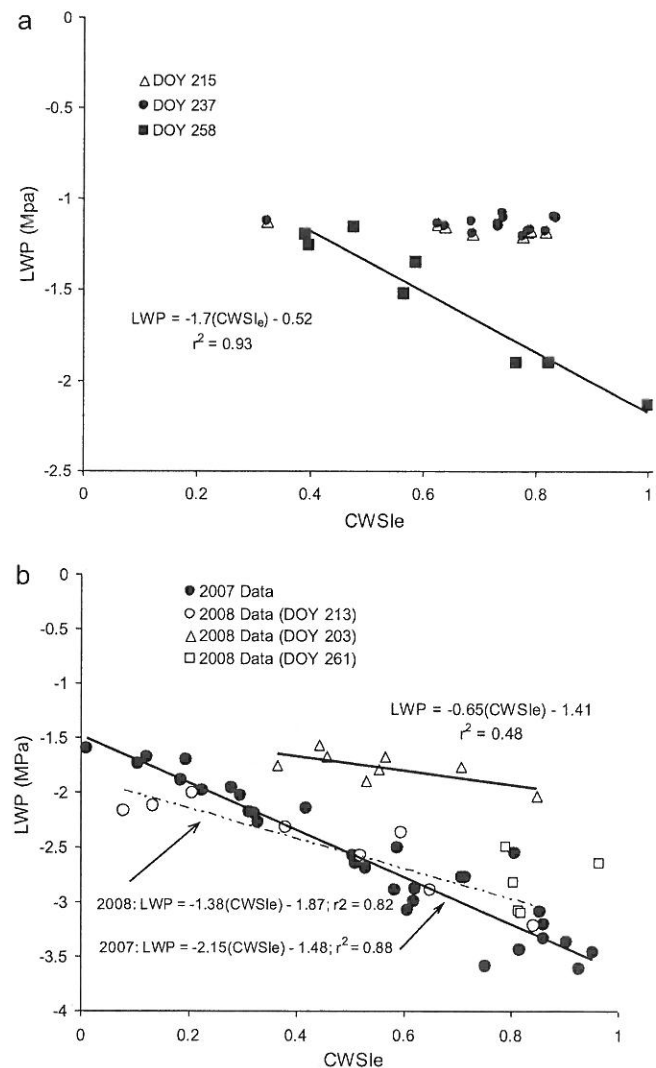 a
0
-0.5
-1
-1.5
-2
-2.5
LWP (Mpa)
DOY 215
DOY 237
DOY 258
LWP = -1.7(CWSIₑ) - 0.52
r² = 0.93
0 0.2 0.4 0.6 0.8 1
CWSIe
b
0
-0.5
-1
-1.5
-2
-2.5
-3
-3.5
-4
LWP (MPa)
2007 Data
2008 Data (DOY 213)
2008 Data (DOY 203)
2008 Data (DOY 261)
LWP = -0.65(CWSIe) - 1.41
r² = 0.48
2008: LWP = -1.38(CWSIe) - 1.87; r2 = 0.82
2007: LWP = -2.15(CWSIe) - 1.48; r² = 0.88
0 0.2 0.4 0.6 0.8 1
CWSIe